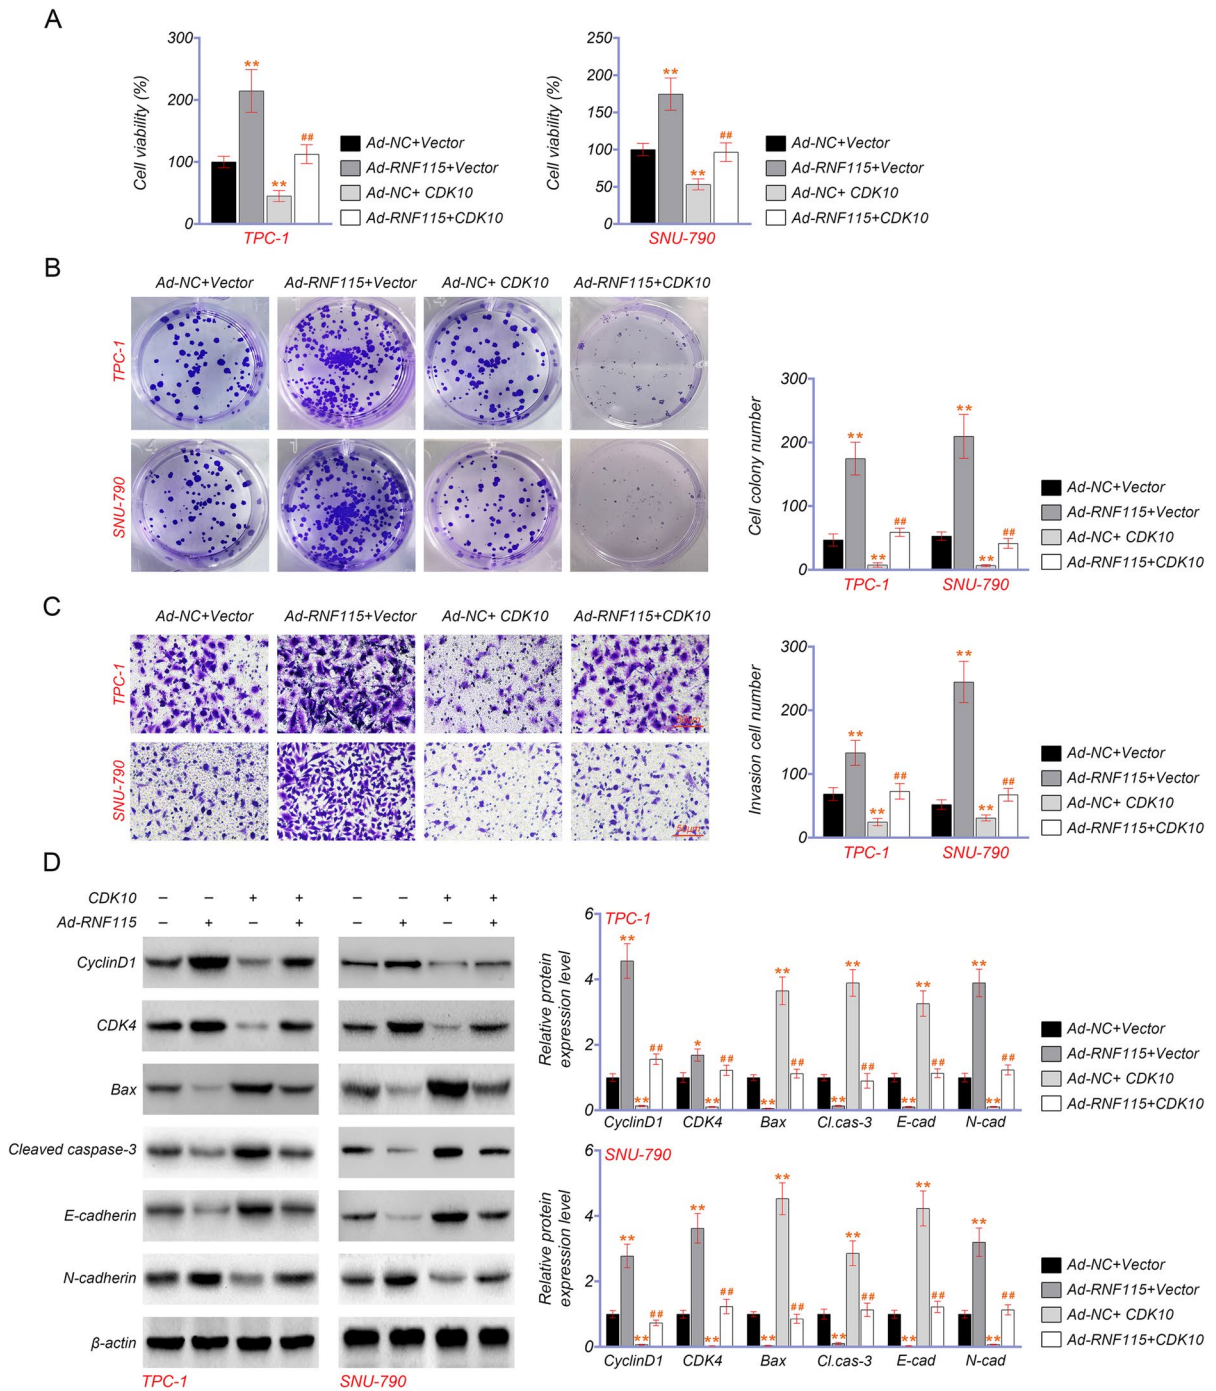 A
300
200
100
0
Cell viability (%)
**
**
##
TPC-1
Ad-NC+Vector
Ad-RNF115+Vector
Ad-NC+ CDK10
Ad-RNF115+CDK10
250
200
150
100
50
0
Cell viability (%)
**
**
##
SNU-790
Ad-NC+Vector
Ad-RNF115+Vector
Ad-NC+ CDK10
Ad-RNF115+CDK10
B
Ad-NC+Vector Ad-RNF115+Vector Ad-NC+ CDK10 Ad-RNF115+CDK10
TPC-1
SNU-790
300
200
100
0
Cell colony number
** ** ##
** ** ##
TPC-1 SNU-790
Ad-NC+Vector
Ad-RNF115+Vector
Ad-NC+ CDK10
Ad-RNF115+CDK10
C
Ad-NC+Vector Ad-RNF115+Vector Ad-NC+ CDK10 Ad-RNF115+CDK10
TPC-1
SNU-790
50μm
300
200
100
0
Invasion cell number
** ** ##
** ** ##
TPC-1 SNU-790
Ad-NC+Vector
Ad-RNF115+Vector
Ad-NC+ CDK10
Ad-RNF115+CDK10
D
CDK10 − − + + − − + +
Ad-RNF115 − + − + − + − +
CyclinD1
CDK4
Bax
Cleaved caspase-3
E-cadherin
N-cadherin
β-actin
TPC-1 SNU-790
TPC-1
6
4
2
0
Relative protein
expression level
** ** ##
* ** ##
** ** ##
** ** ##
** ** ##
** ** ##
CyclinD1 CDK4 Bax Cl.cas-3 E-cad N-cad
Ad-NC+Vector
Ad-RNF115+Vector
Ad-NC+ CDK10
Ad-RNF115+CDK10
SNU-790
6
4
2
0
Relative protein
expression level
** ** ##
** ** ##
** ** ##
** ** ##
** ** ##
** ** ##
CyclinD1 CDK4 Bax Cl.cas-3 E-cad N-cad
Ad-NC+Vector
Ad-RNF115+Vector
Ad-NC+ CDK10
Ad-RNF115+CDK10